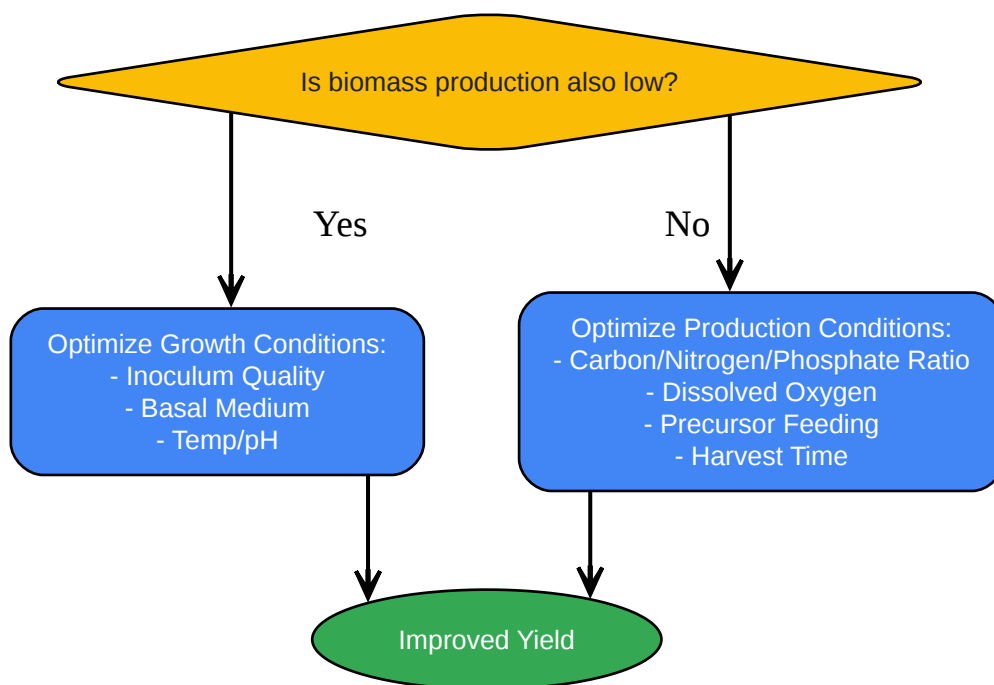 Is biomass production also low?
Yes
No
Optimize Growth Conditions:
- Inoculum Quality
- Basal Medium
- Temp/pH
Optimize Production Conditions:
- Carbon/Nitrogen/Phosphate Ratio
- Dissolved Oxygen
- Precursor Feeding
- Harvest Time
Improved Yield